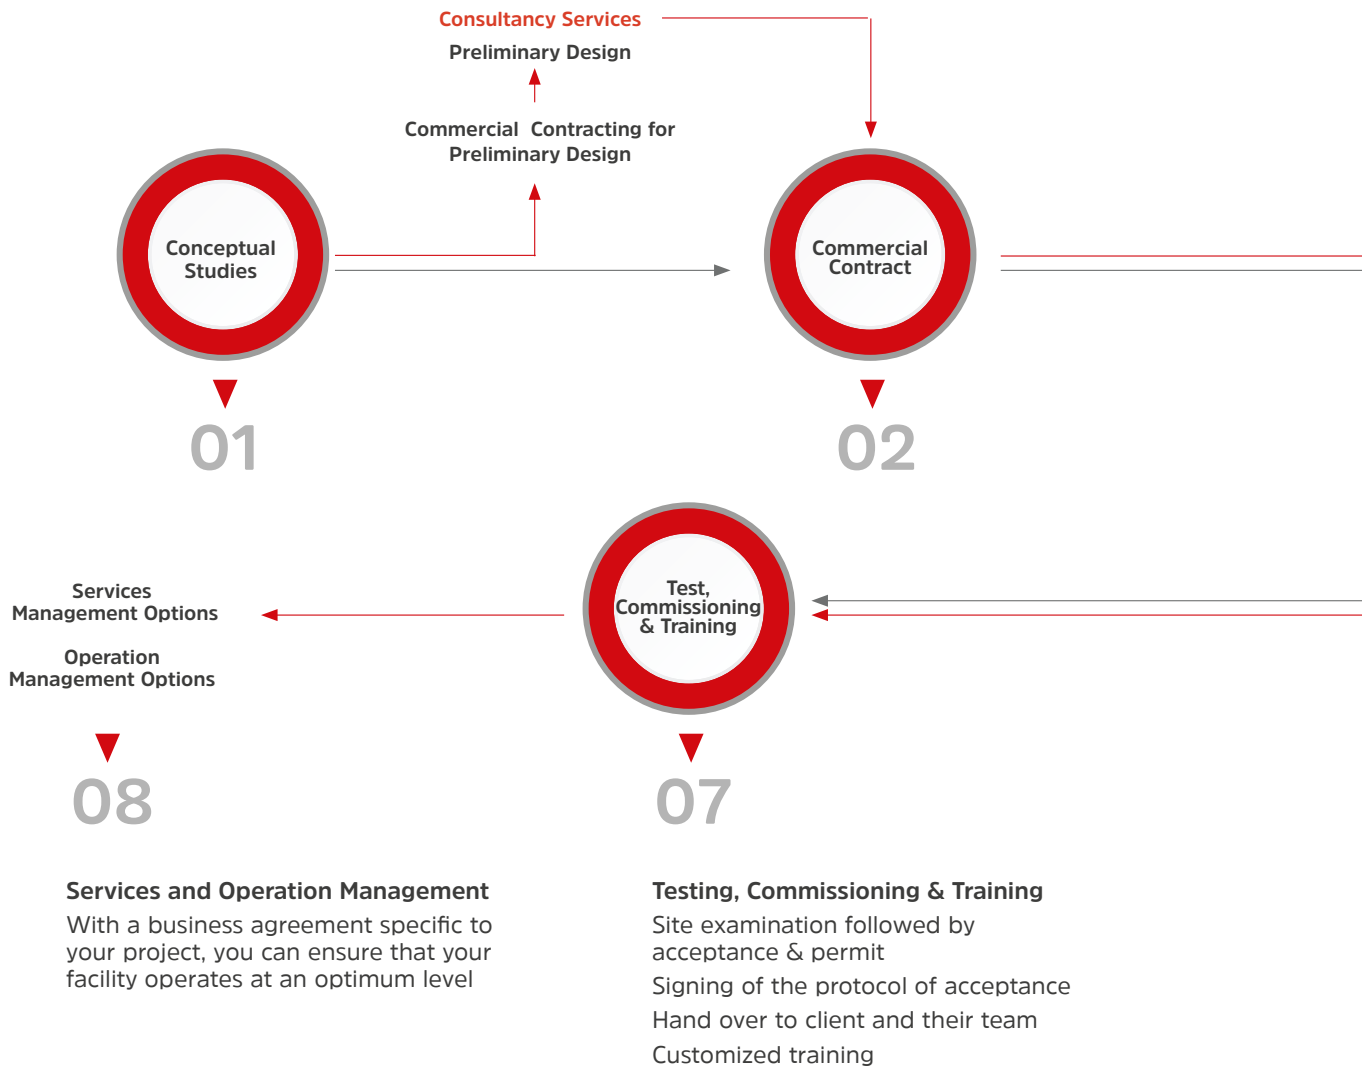 Consultancy Services
Preliminary Design
Commercial Contracting for
Preliminary Design
Conceptual
Studies
Commercial
Contract
01
02
Services
Management Options
Operation
Management Options
Test,
Commissioning
& Training
08
07
Services and Operation Management
With a business agreement specific to
your project, you can ensure that your
facility operates at an optimum level
Testing, Commissioning & Training
Site examination followed by
acceptance & permit
Signing of the protocol of acceptance
Hand over to client and their team
Customized training